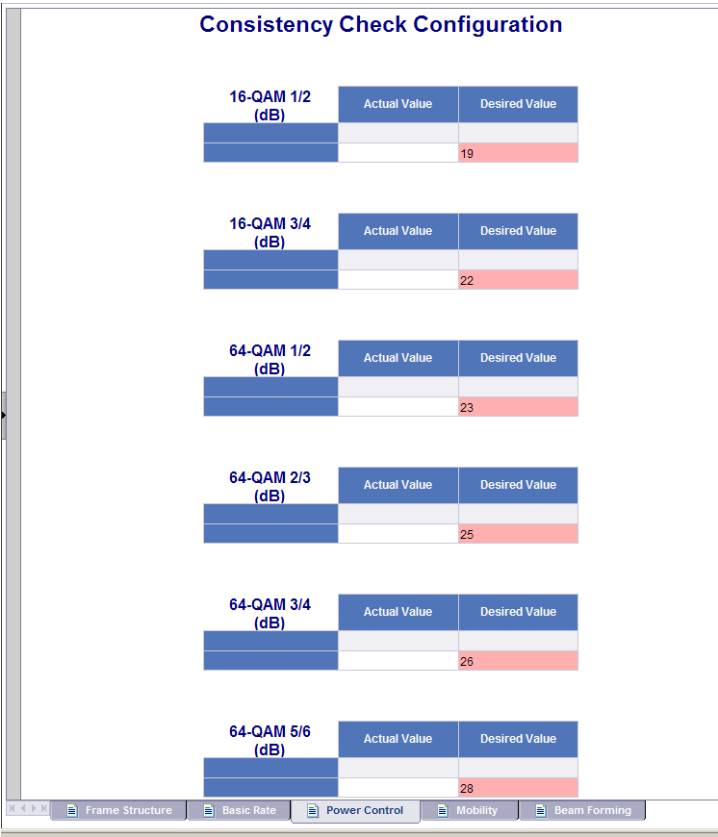 Consistency Check Configuration
16-QAM 1/2
(dB)
Actual Value
Desired Value
19
16-QAM 3/4
(dB)
Actual Value
Desired Value
22
64-QAM 1/2
(dB)
Actual Value
Desired Value
23
64-QAM 2/3
(dB)
Actual Value
Desired Value
25
64-QAM 3/4
(dB)
Actual Value
Desired Value
26
64-QAM 5/6
(dB)
Actual Value
Desired Value
28
Frame Structure
Basic Rate
Power Control
Mobility
Beam Forming